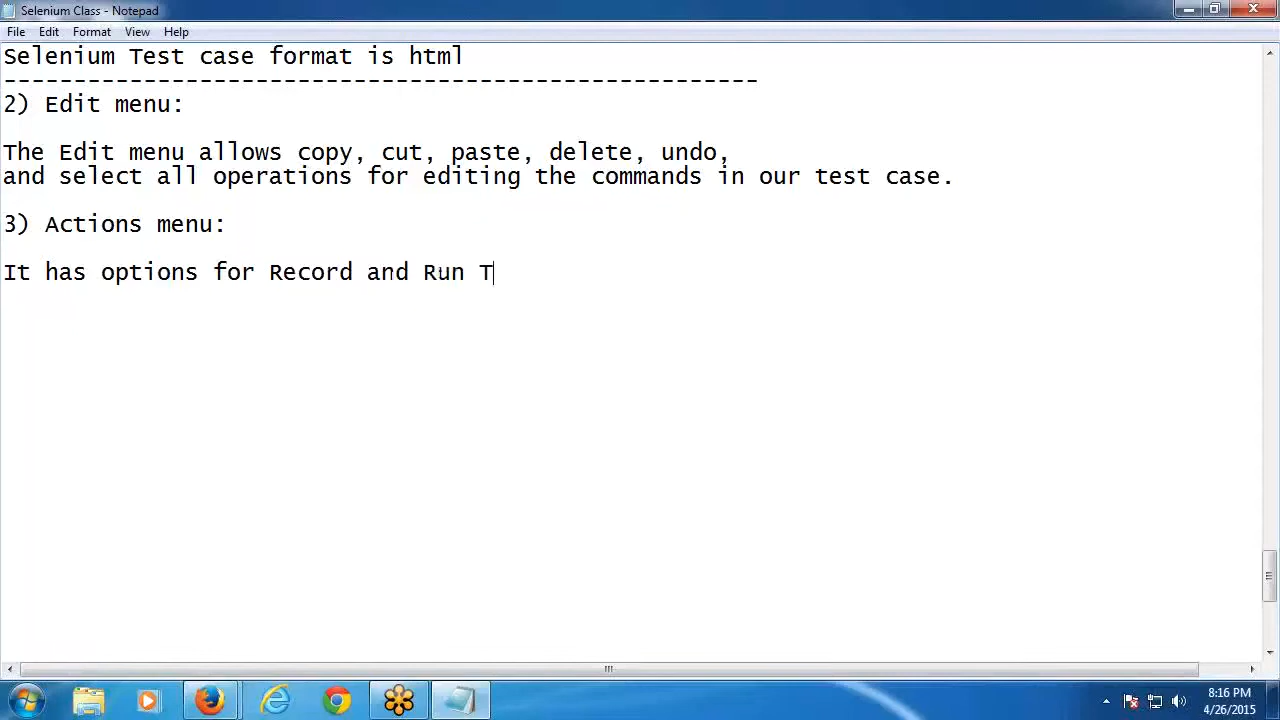 Selenium Class - Notepad
File Edit Format View Help
Selenium Test case format is html
------------------------------------------------------
2) Edit menu:
The Edit menu allows copy, cut, paste, delete, undo,
and select all operations for editing the commands in our test case.
3) Actions menu:
It has options for Record and Run T
8:16 PM
4/26/2015